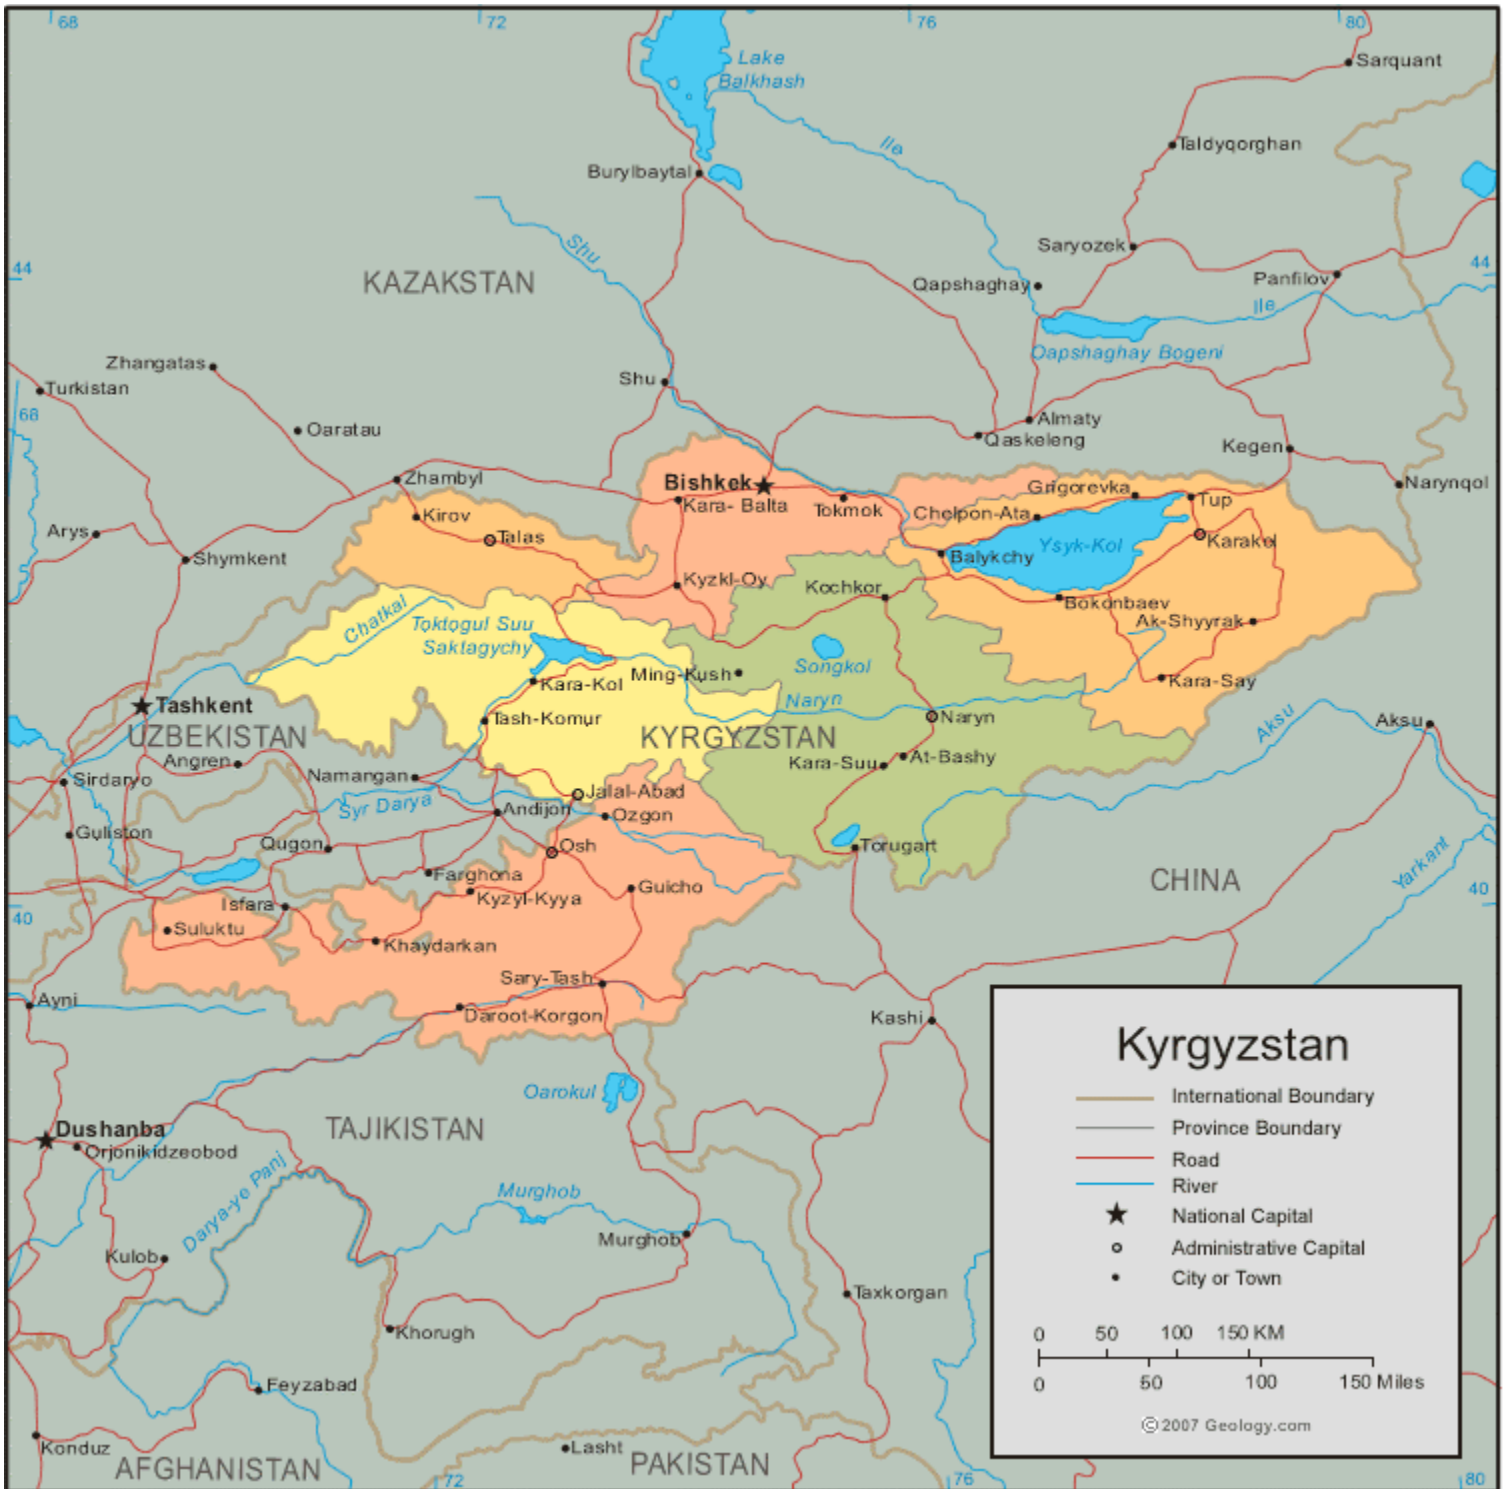 68
72
76
80
Lake
Balkhash
Sarquant
Ile
Taldyqorghan
Burylbaytal
Shu
Saryozek
44
KAZAKSTAN
44
Qapshaghay
Panfilov
Ile
Oapshaghay Bogeni
Zhangatas
Turkistan
Shu
68
Oaratau
Almaty
Qaskeleng
Kegen
Zhambyl
Bishkek
Grigorevka
Narynqol
Kara- Balta
Tokmok
Chelpon-Ata
Tup
Kirov
Arys
Talas
Ysyk-Kol
Karakol
Shymkent
Balykchy
Kyzkl-Oy
Kochkor
Chatkal
Bokonbaev
Toktogul Suu
Saktagychy
Ak-Shyyrak
Songkol
Ming-Kush
Kara-Kol
Kara-Say
Tashkent
Naryn
Tash-Komur
Naryn
Aksu
Aksu
UZBEKISTAN
KYRGYZSTAN
Angren
Kara-Suu
At-Bashy
Sirdaryo
Namangan
Jalal-Abad
Syr Darya
Andijon
Ozgon
Guliston
Qugon
Osh
Torugart
Yarkant
Farghona
CHINA
Guicho
40
Isfara
Kyzyl-Kyya
40
Suluktu
Khaydarkan
Sary-Tash
Ayni
Daroot-Korgon
Kashi
Oarokul
Dushanba
TAJIKISTAN
Orjonikidzeobod
Darya-ye Panj
Murghob
Kulob
Murghob
Taxkorgan
Khorugh
Feyzabad
Konduz
Lasht
AFGHANISTAN
PAKISTAN
72
76
80
Kyrgyzstan
International Boundary
Province Boundary
Road
River
National Capital
Administrative Capital
City or Town
0 50 100 150 KM
0 50 100 150 Miles
©2007 Geology.com